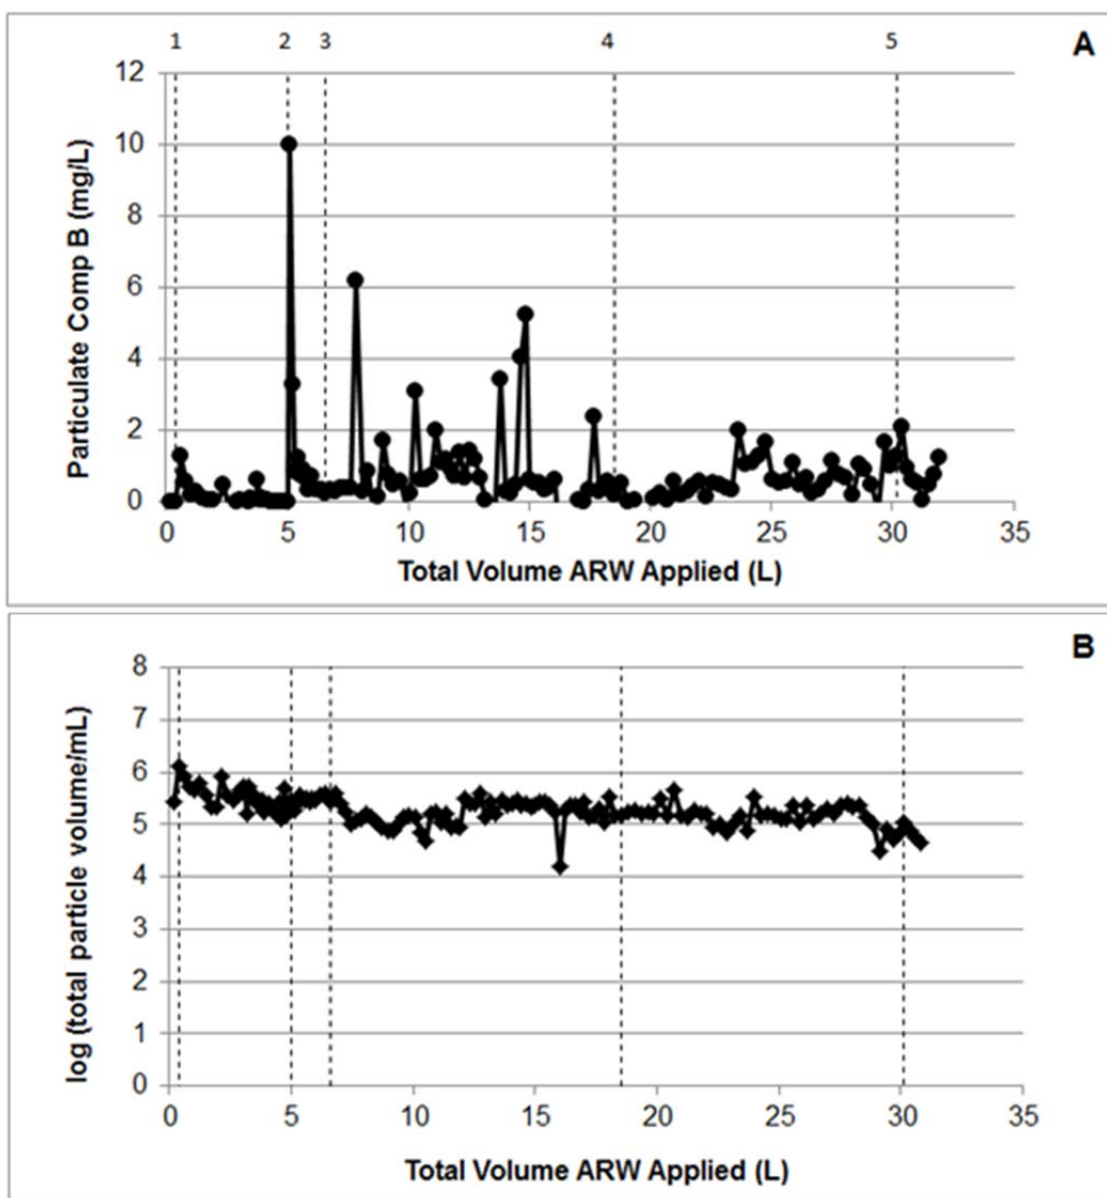 1 2 3 4 5 A
12
10
8
6
4
2
0
Particulate Comp B (mg/L)
0 5 10 15 20 25 30 35
Total Volume ARW Applied (L)
B
8
7
6
5
4
3
2
1
0
log (total particle volume/mL)
0 5 10 15 20 25 30 35
Total Volume ARW Applied (L)